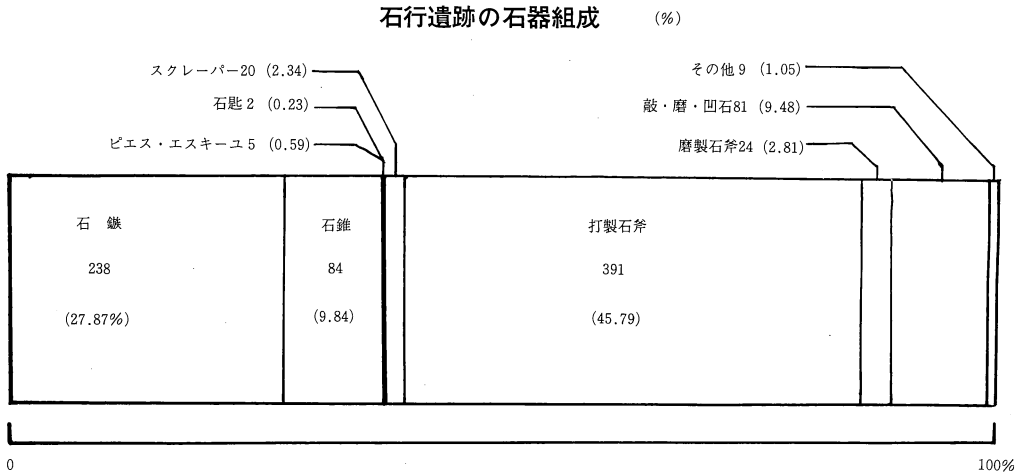 石行遺跡の石器組成 (%)
スクレーパー20 (2.34)
石匙2 (0.23)
ピエス・エスキーユ5 (0.59)
その他9 (1.05)
敲・磨・凹石81 (9.48)
磨製石斧24 (2.81)
石鏃
238
(27.87%)
石錐
84
(9.84)
打製石斧
391
(45.79)
0
100%